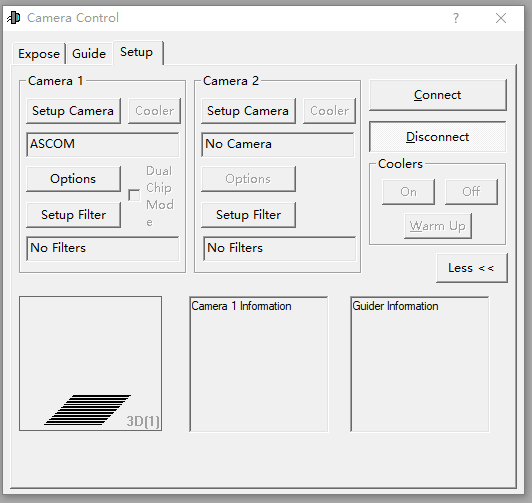 Camera Control
?
Expose Guide Setup
Camera 1
Setup Camera Cooler
ASCOM
Options
Dual
Chip
Mod
e
Setup Filter
No Filters
Camera 2
Setup Camera Cooler
No Camera
Options
Setup Filter
No Filters
Connect
Disconnect
Coolers
On Off
Warm Up
Less <<
3D(1)
Camera 1 Information
Guider Information